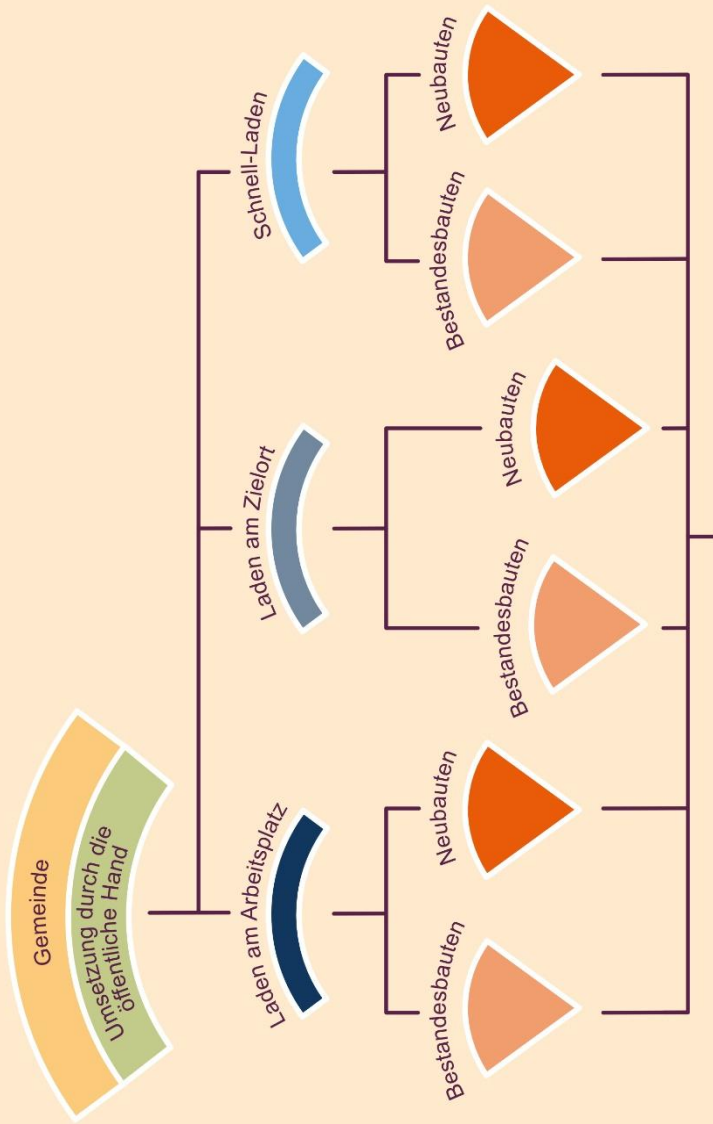 Gemeinde
Umsetzung durch die
öffentliche Hand
Laden am Arbeitsplatz
Laden am Zielort
Schnell-Laden
Bestandesbauten
Neubauten
Bestandesbauten
Neubauten
Bestandesbauten
Neubauten